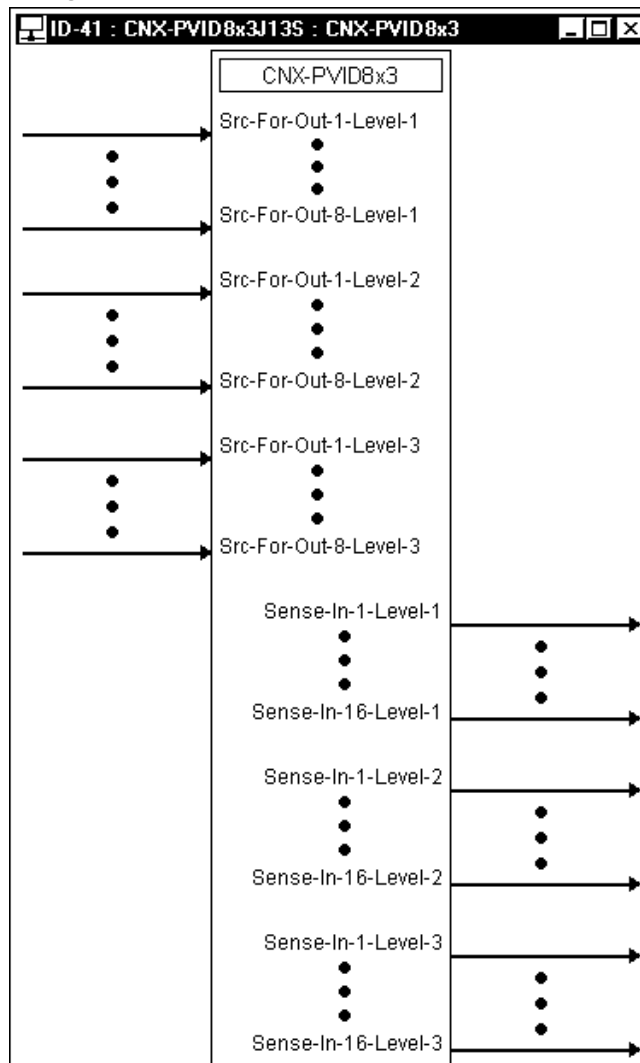 ID-41 : CNX-PVID8x3J13S : CNX-PVID8x3
CNX-PVID8x3
Src-For-Out-1-Level-1
Src-For-Out-8-Level-1
Src-For-Out-1-Level-2
Src-For-Out-8-Level-2
Src-For-Out-1-Level-3
Src-For-Out-8-Level-3
Sense-In-1-Level-1
Sense-In-16-Level-1
Sense-In-1-Level-2
Sense-In-16-Level-2
Sense-In-1-Level-3
Sense-In-16-Level-3